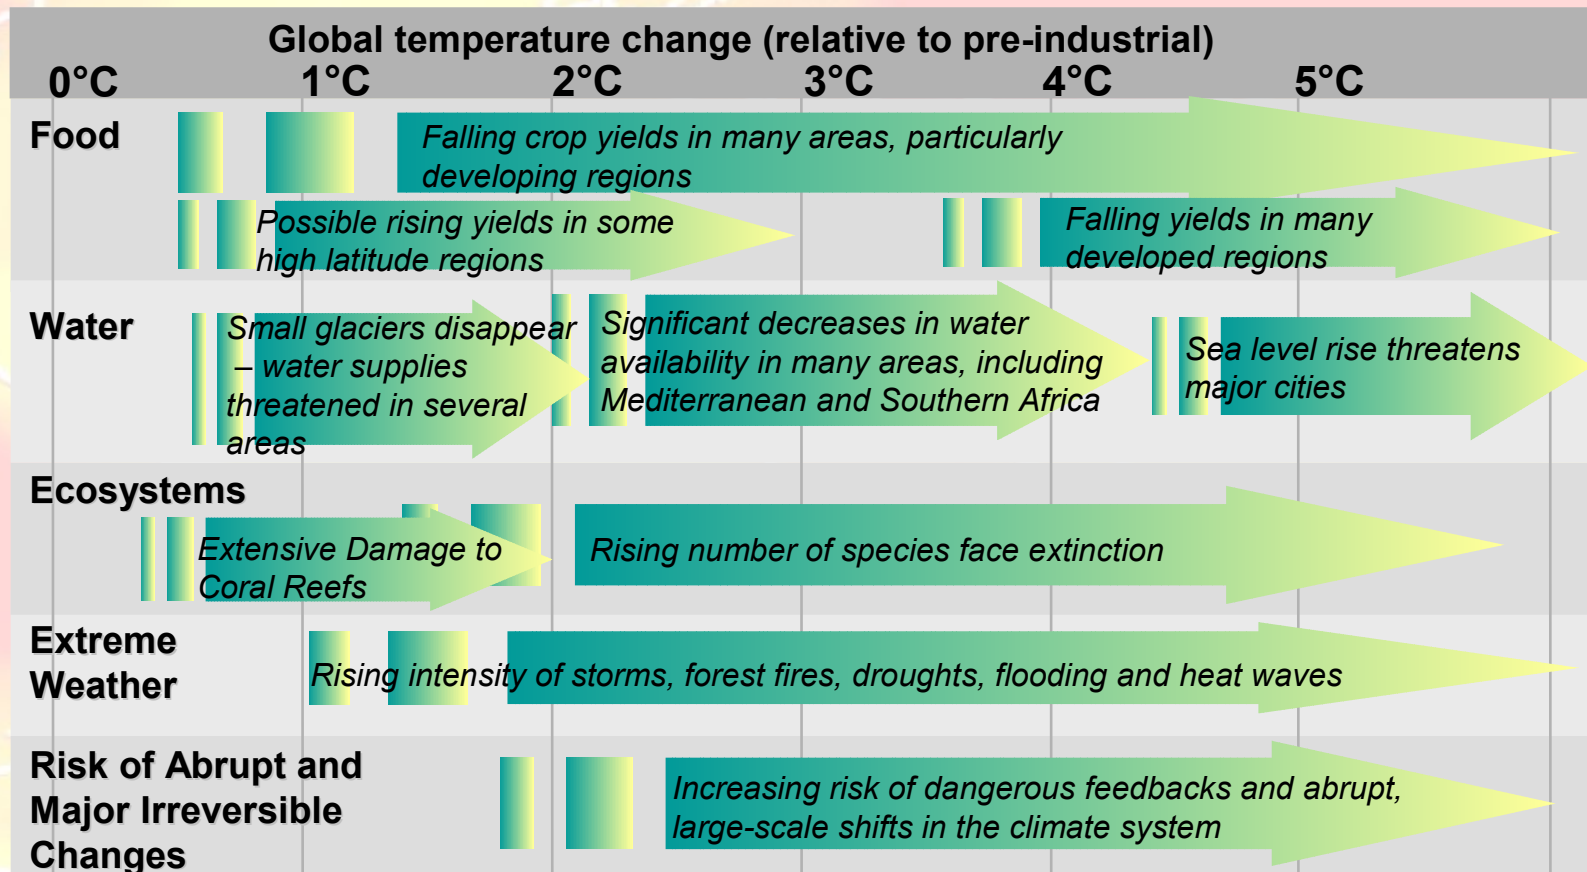 Global temperature change (relative to pre-industrial)
0°C 1°C 2°C 3°C 4°C 5°C
Food
Falling crop yields in many areas, particularly
developing regions
Possible rising yields in some
high latitude regions
Falling yields in many
developed regions
Water
Small glaciers disappear
– water supplies
threatened in several
areas
Significant decreases in water
availability in many areas, including
Mediterranean and Southern Africa
Sea level rise threatens
major cities
Ecosystems
Extensive Damage to
Coral Reefs
Rising number of species face extinction
Extreme
Weather
Rising intensity of storms, forest fires, droughts, flooding and heat waves
Risk of Abrupt and
Major Irreversible
Changes
Increasing risk of dangerous feedbacks and abrupt,
large-scale shifts in the climate system